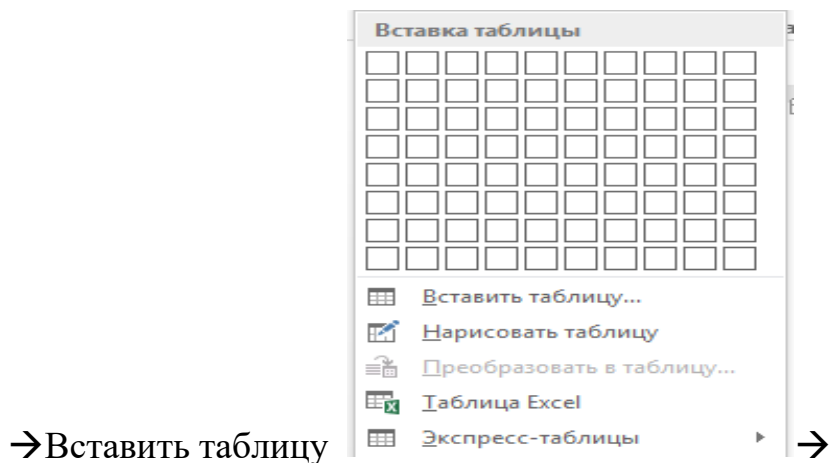 Вставка таблицы
Вставить таблицу...
Нарисовать таблицу
Преобразовать в таблицу...
Таблица Excel
Экспресс-таблицы
→Вставить таблицу →